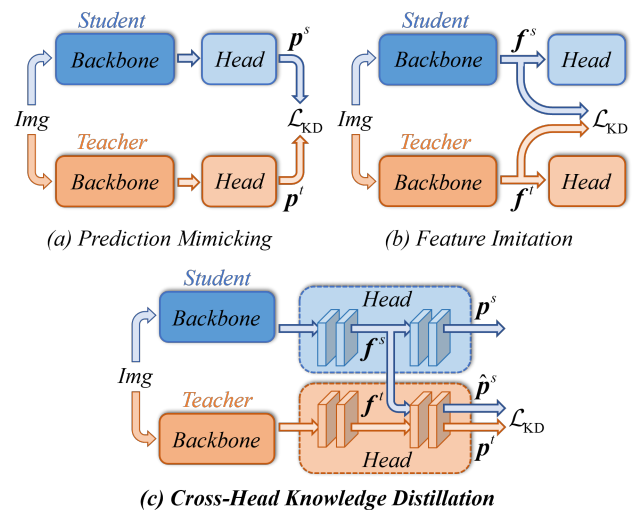 Student
Backbone
Head
p^s
Img
L_KD
Teacher
Backbone
Head
p^t
(a) Prediction Mimicking
Student
Backbone
f^s
Head
Img
L_KD
Teacher
Backbone
f^t
Head
(b) Feature Imitation
Student
Backbone
Head
f^s
p^s
Img
Teacher
Backbone
f^t
Head
p̂^s
L_KD
p^t
(c) Cross-Head Knowledge Distillation